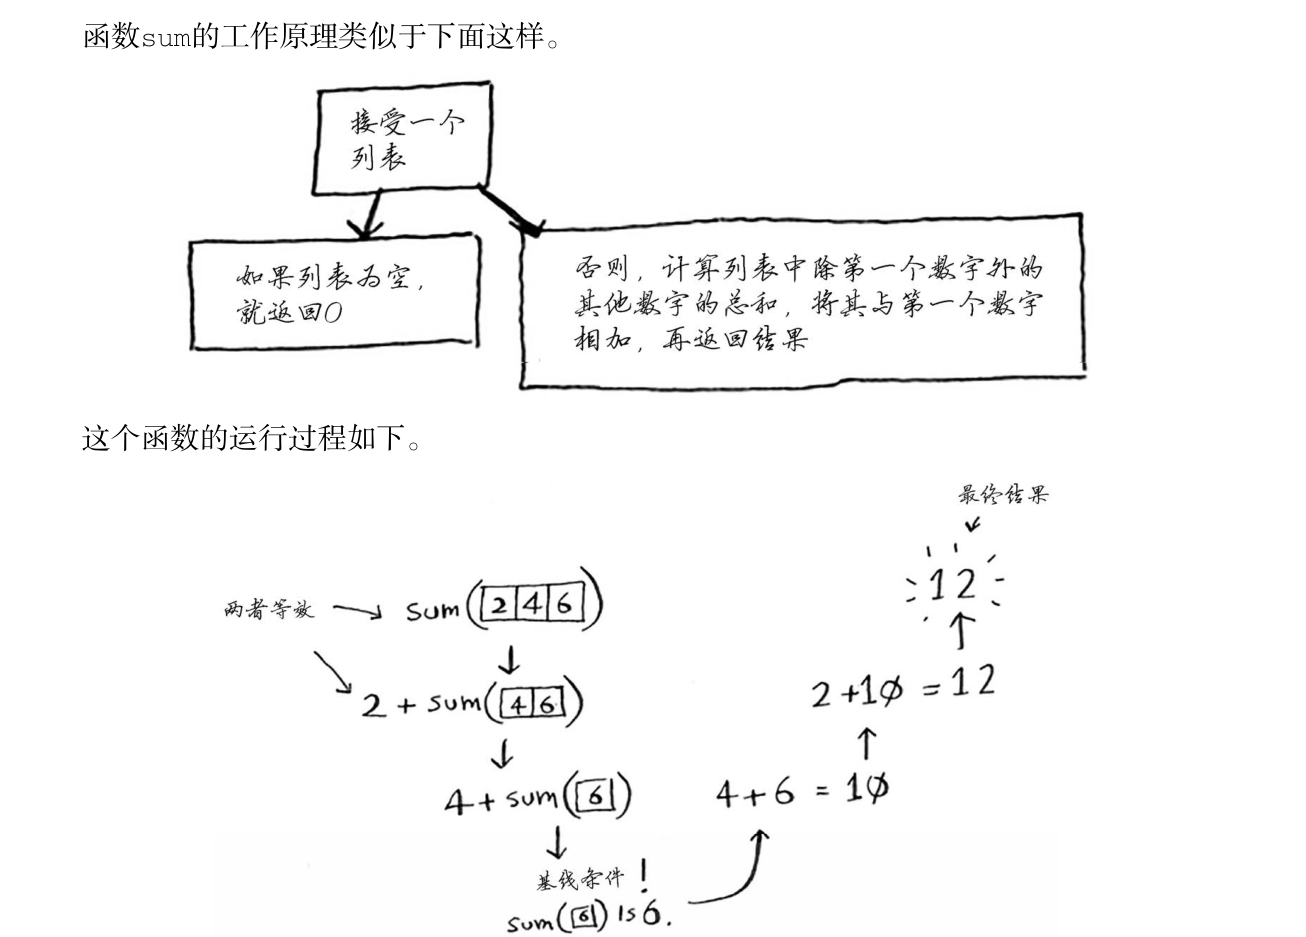 函数sum的工作原理类似于下面这样。
接受一个
列表
如果列表为空，
就返回0
否则，计算列表中除第一个数字外的
其他数字的总和，将其与第一个数字
相加，再返回结果
这个函数的运行过程如下。
两者等效
sum(2 4 6)
2 + sum(4 6)
4 + sum(6)
基线条件！
sum(6) Is 6.
4+6 = 10
2+10 = 12
12
最终结果